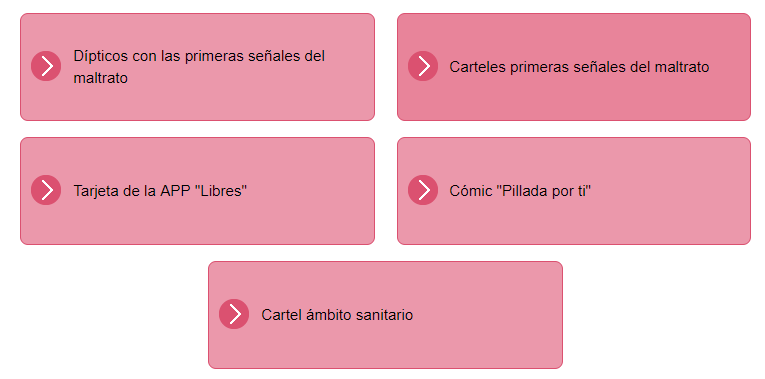 Dípticos con las primeras señales del
maltrato
Carteles primeras señales del maltrato
Tarjeta de la APP "Libres"
Cómic "Pillada por ti"
Cartel ámbito sanitario